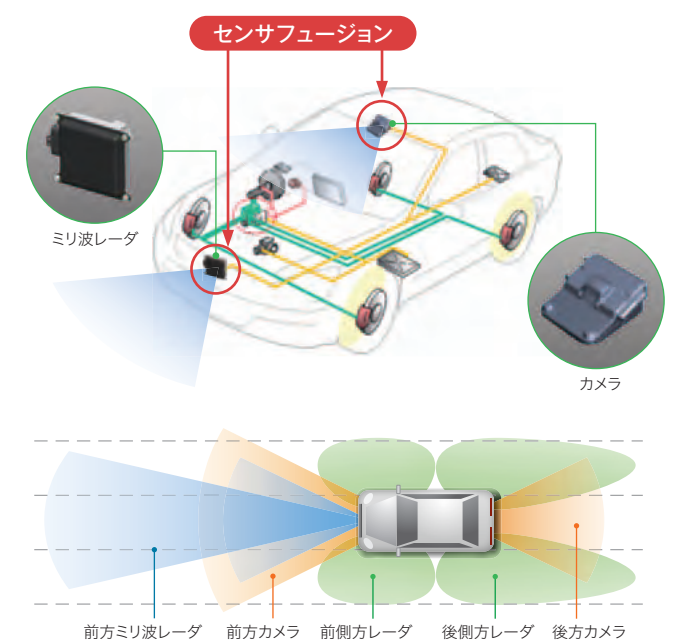 センサフュージョン
ミリ波レーダ
カメラ
前方ミリ波レーダ
前方カメラ
前側方レーダ
後側方レーダ
後方カメラ